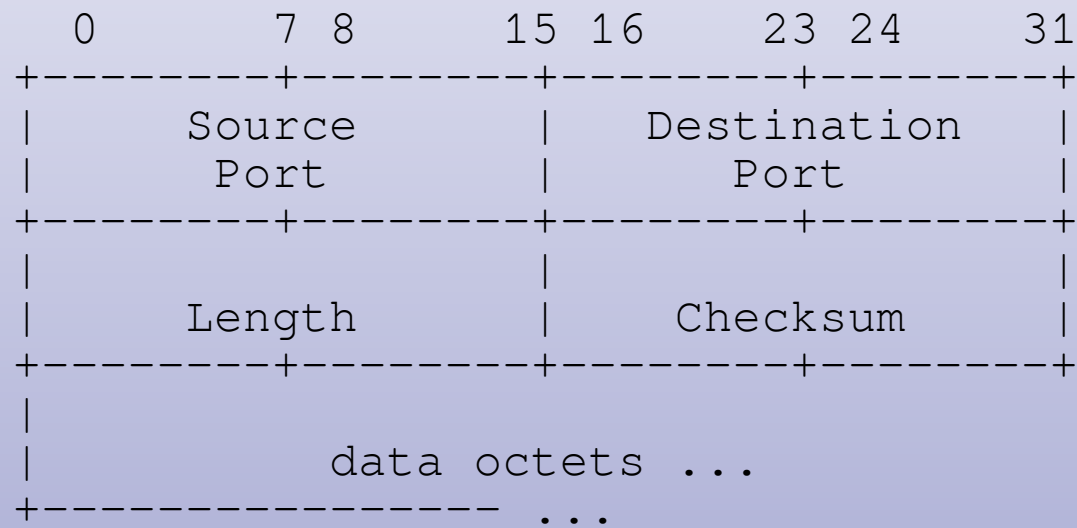 0 7 8 15 16 23 24 31
+--------+--------+--------+--------+
| Source | Destination |
| Port | Port |
+--------+--------+--------+--------+
| | |
| Length | Checksum |
+--------+--------+--------+--------+
|
| data octets ...
+---------------- ...